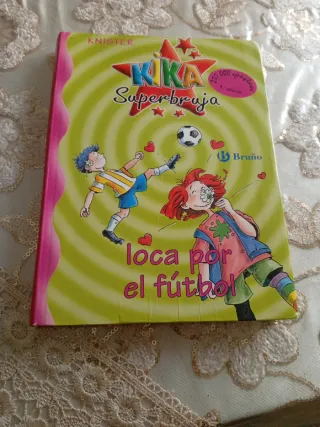 KNISTER
KIKA
Superbruja
Bruño
loca por
el fútbol